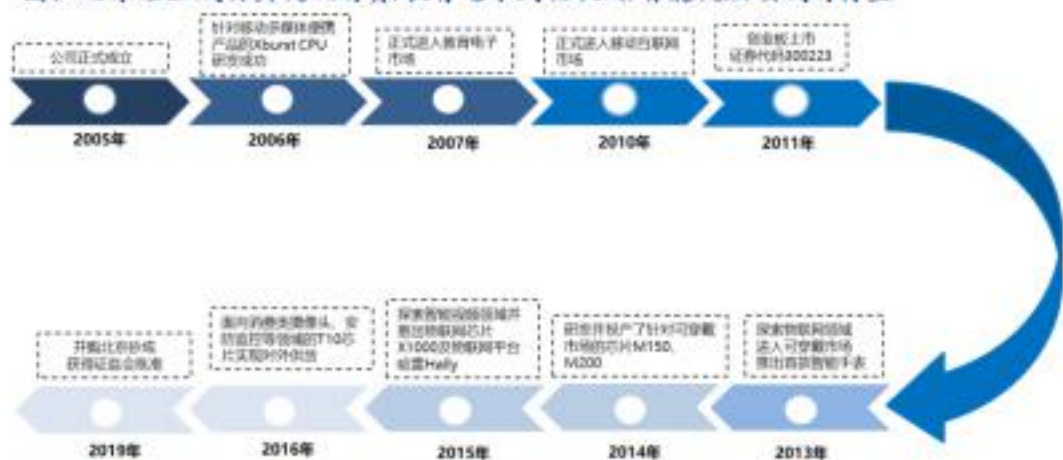 公司正式成立
针对移动多媒体便携
产品的Xburst CPU
研发成功
正式进入教育电子
市场
正式进入移动互联网
市场
创业板上市
证券代码300223
2005年
2006年
2007年
2010年
2011年
并购北京矽成
获得证监会核准
面向消费类摄像头、安
防监控等领域的T10芯
片实现对外供货
探索智能视频领域并
推出物联网芯片
X1000及物联网平台
哈雷Hally
研发并投产了针对可穿戴
市场的芯片M150、
M200
探索物联网领域
进入可穿戴市场
推出首款智能手表
2019年
2016年
2015年
2014年
2013年